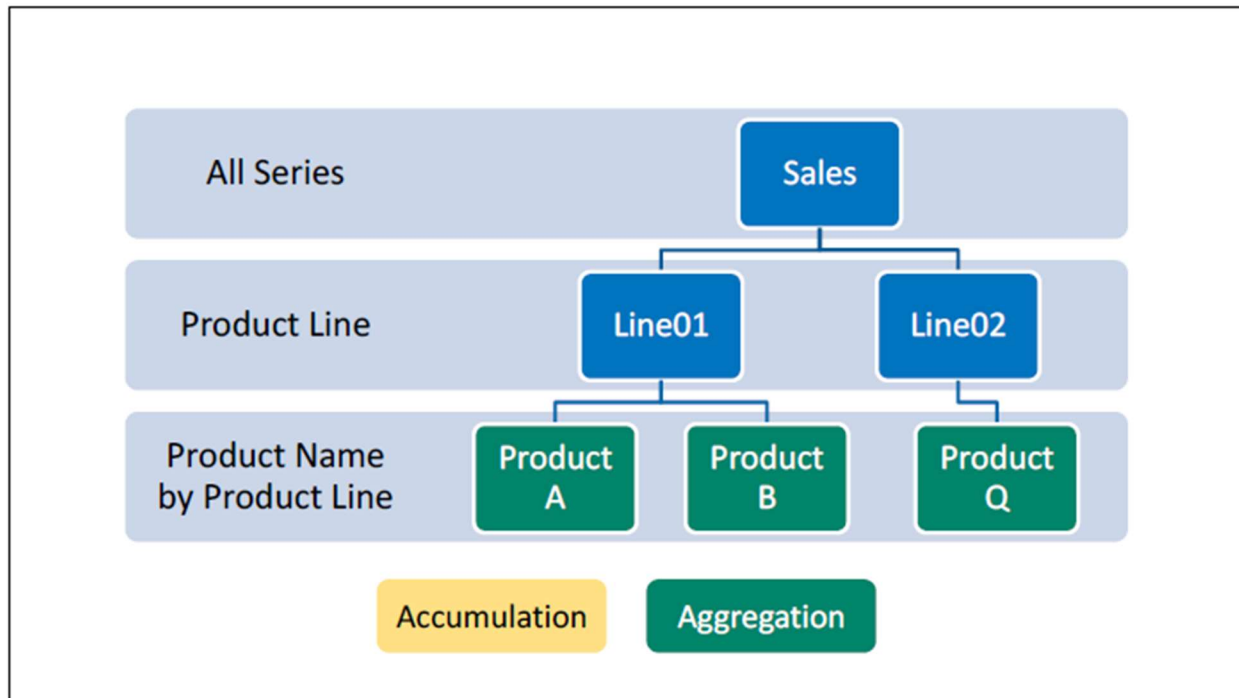 All Series
Sales
Product Line
Line01
Line02
Product Name
by Product Line
Product
A
Product
B
Product
Q
Accumulation
Aggregation